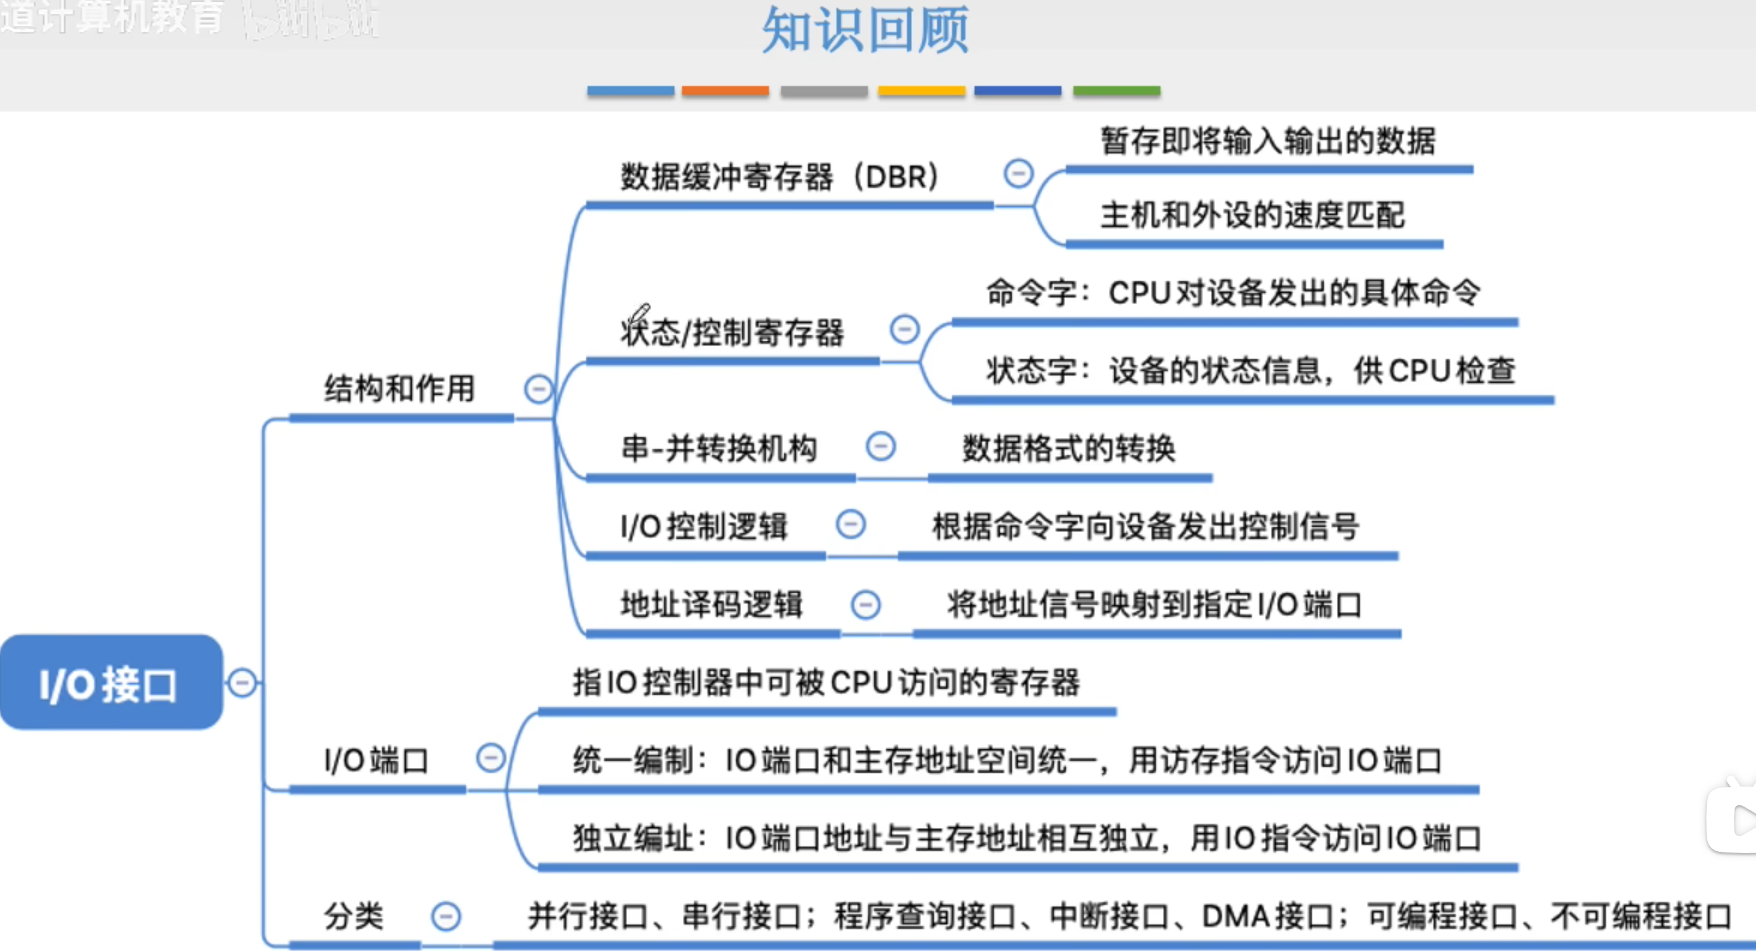 道计算机教育 bilibili
知识回顾
数据缓冲寄存器（DBR）
暂存即将输入输出的数据
主机和外设的速度匹配
状态/控制寄存器
命令字：CPU对设备发出的具体命令
状态字：设备的状态信息，供CPU检查
结构和作用
串-并转换机构
数据格式的转换
I/O控制逻辑
根据命令字向设备发出控制信号
地址译码逻辑
将地址信号映射到指定I/O端口
I/O接口
指IO控制器中可被CPU访问的寄存器
I/O端口
统一编制：IO端口和主存地址空间统一，用访存指令访问IO端口
独立编址：IO端口地址与主存地址相互独立，用IO指令访问IO端口
分类
并行接口、串行接口；程序查询接口、中断接口、DMA接口；可编程接口、不可编程接口